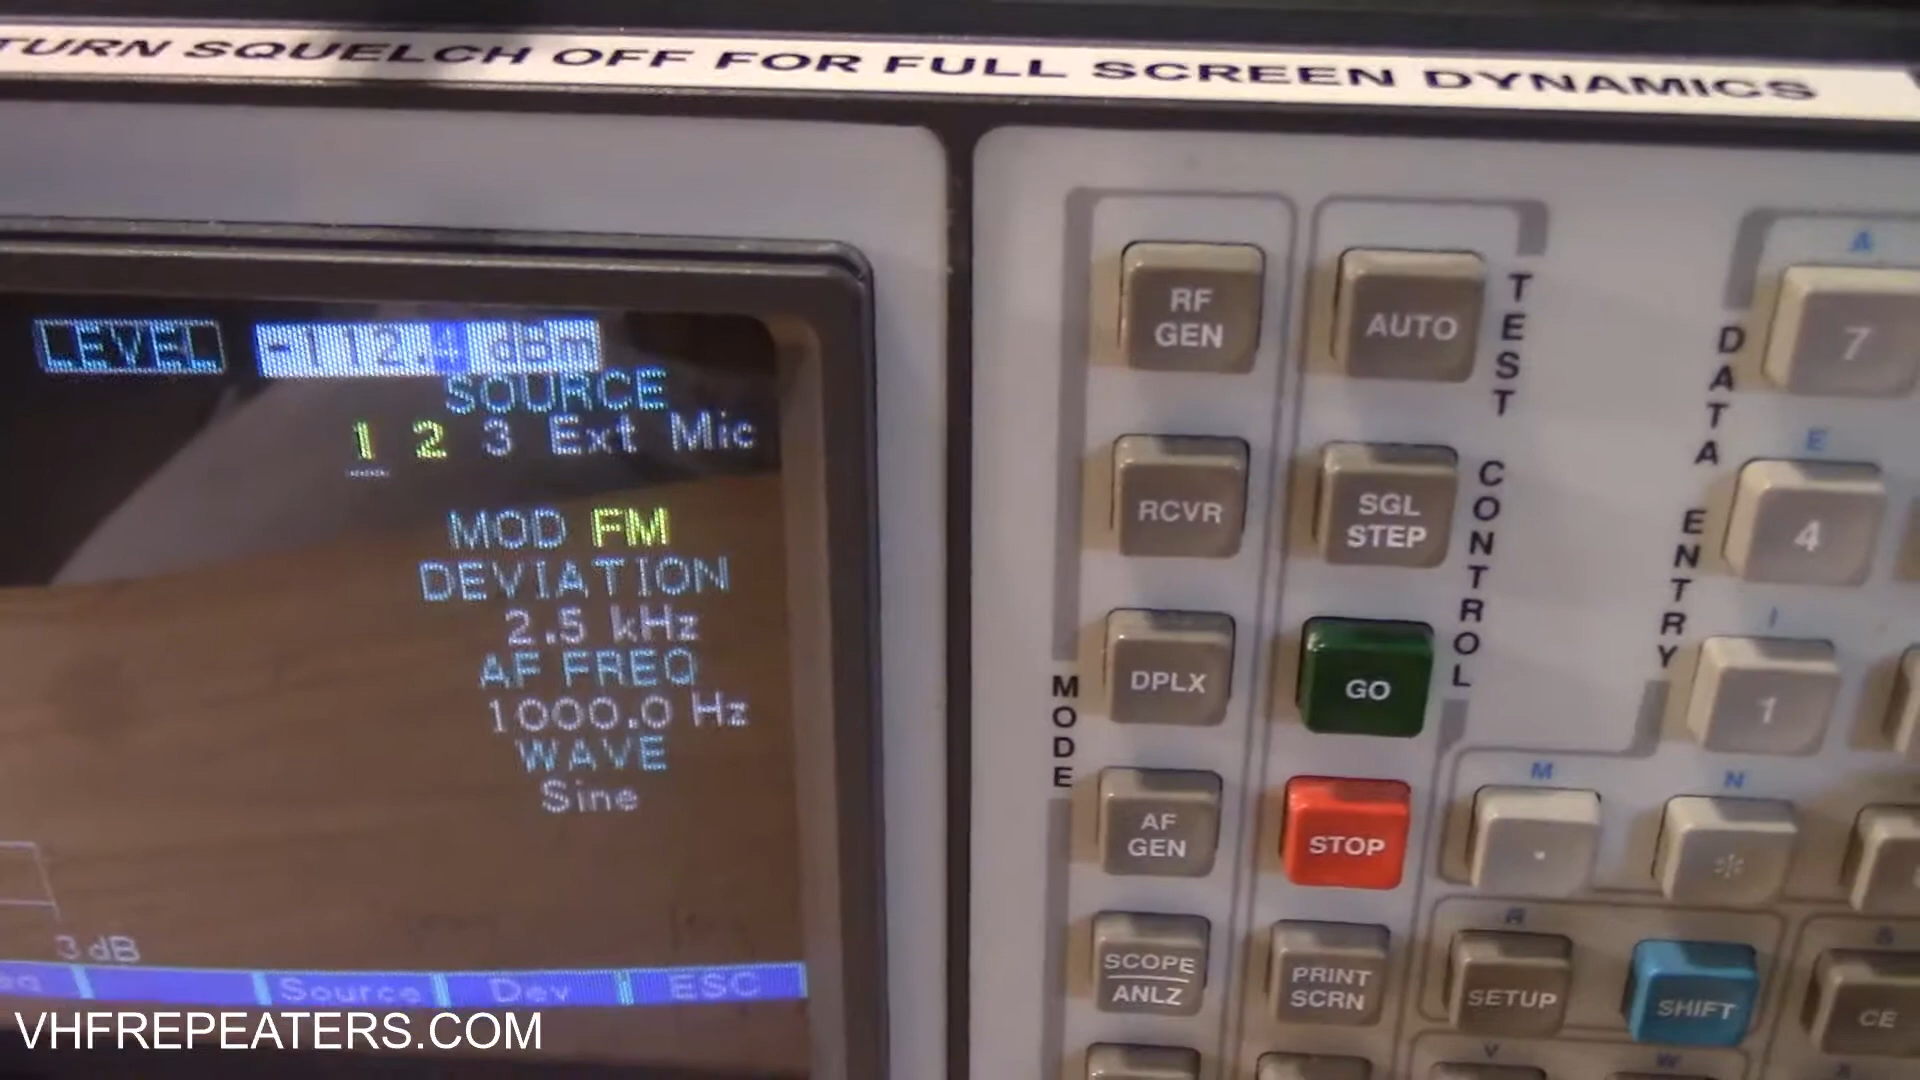 TURN SQUELCH OFF FOR FULL SCREEN DYNAMICS
LEVEL -112.4 dBm
SOURCE
1 2 3 Ext Mic
MOD FM
DEVIATION
2.5 kHz
AF FREQ
1000.0 Hz
WAVE
Sine
3 dB
Source Dev ESC
VHFREPEATERS.COM
MODE
RF
GEN
RCVR
DPLX
AF
GEN
SCOPE
ANLZ
TEST CONTROL
AUTO
SGL
STEP
GO
STOP
PRINT
SCRN
DATA ENTRY
A
7
E
4
I
1
M
.
N
*
R
SETUP
SHIFT
S
CE
V
W
X